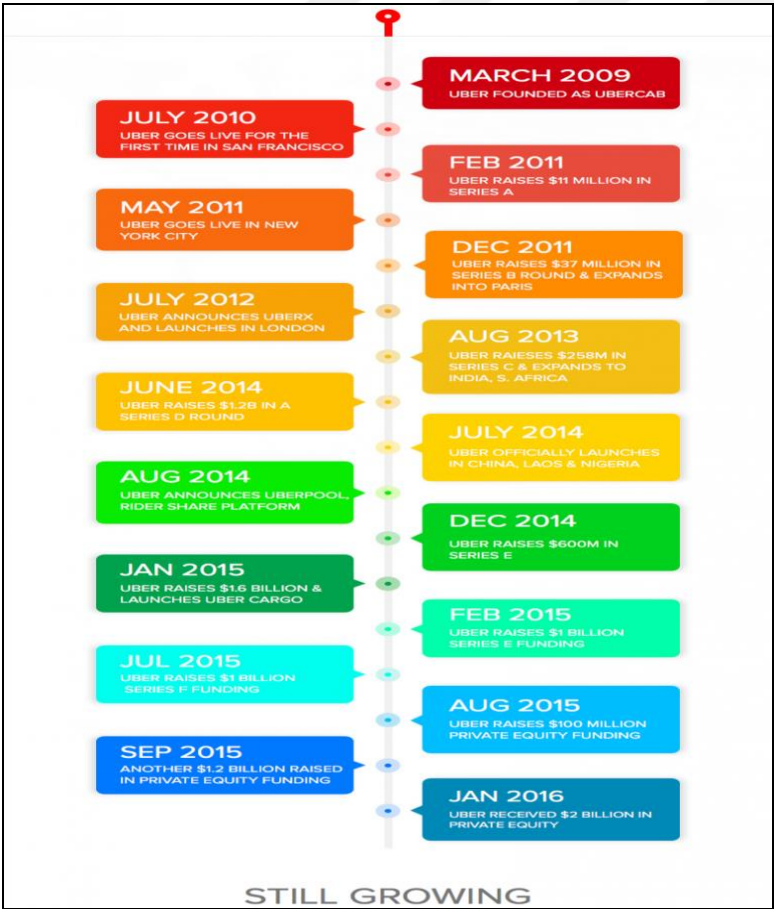 MARCH 2009
UBER FOUNDED AS UBERCAB
JULY 2010
UBER GOES LIVE FOR THE
FIRST TIME IN SAN FRANCISCO
FEB 2011
UBER RAISES $11 MILLION IN
SERIES A
MAY 2011
UBER GOES LIVE IN NEW
YORK CITY
DEC 2011
UBER RAISES $37 MILLION IN
SERIES B ROUND & EXPANDS
INTO PARIS
JULY 2012
UBER ANNOUNCES UBERX
AND LAUNCHES IN LONDON
AUG 2013
UBER RAIESES $258M IN
SERIES C & EXPANDS TO
INDIA, S. AFRICA
JUNE 2014
UBER RAISES $1.2B IN A
SERIES D ROUND
JULY 2014
UBER OFFICIALLY LAUNCHES
IN CHINA, LAOS & NIGERIA
AUG 2014
UBER ANNOUNCES UBERPOOL,
RIDER SHARE PLATFORM
DEC 2014
UBER RAISES $600M IN
SERIES E
JAN 2015
UBER RAISES $1.6 BILLION &
LAUNCHES UBER CARGO
FEB 2015
UBER RAISES $1 BILLION
SERIES E FUNDING
JUL 2015
UBER RAISES $1 BILLION
SERIES F FUNDING
AUG 2015
UBER RAISES $100 MILLION
PRIVATE EQUITY FUNDING
SEP 2015
ANOTHER $1.2 BILLION RAISED
IN PRIVATE EQUITY FUNDING
JAN 2016
UBER RECEIVED $2 BILLION IN
PRIVATE EQUITY
STILL GROWING